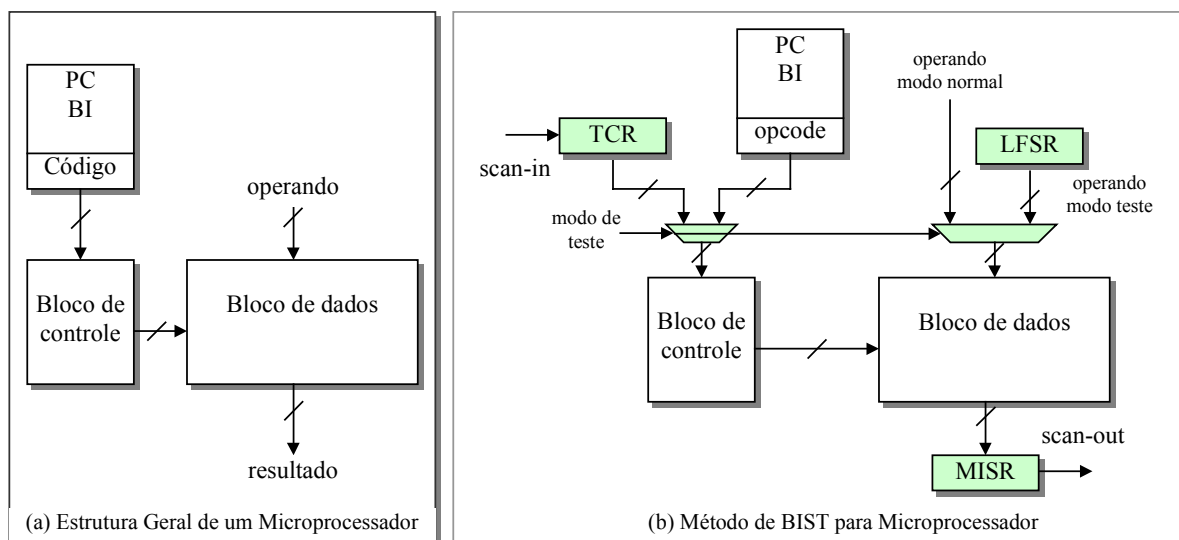 PC
BI
Código
operando
Bloco de
controle
Bloco de dados
resultado
(a) Estrutura Geral de um Microprocessador
PC
BI
opcode
operando
modo normal
TCR
scan-in
LFSR
operando
modo teste
modo de
teste
Bloco de
controle
Bloco de dados
scan-out
MISR
(b) Método de BIST para Microprocessador